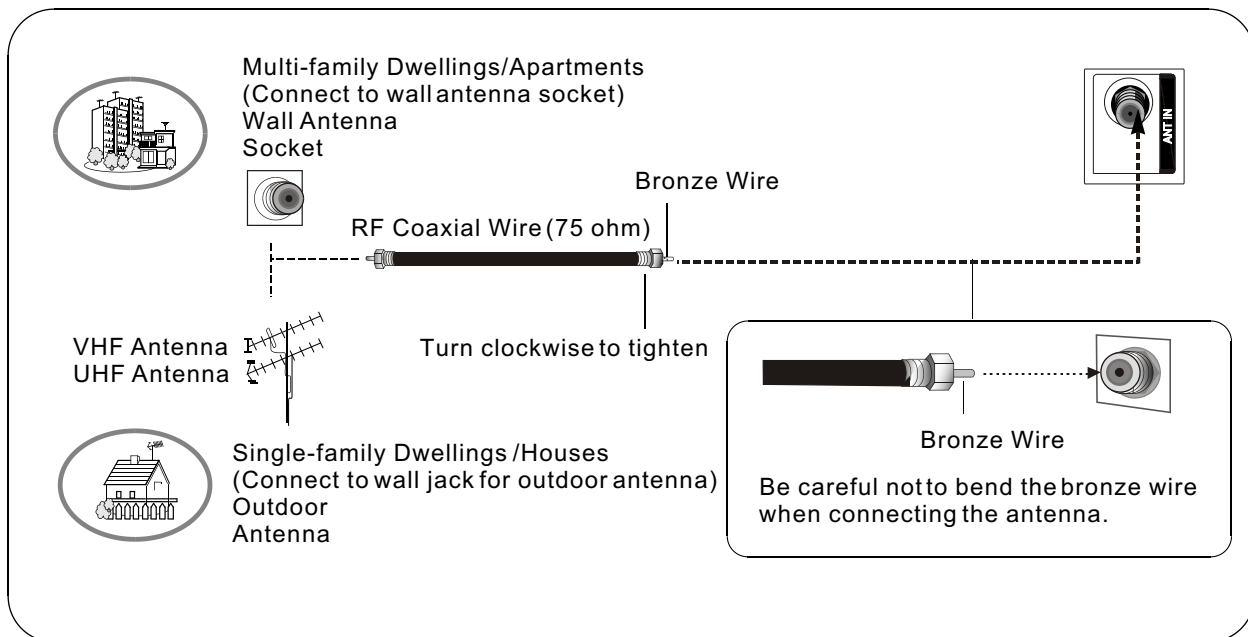 Multi-family Dwellings/Apartments
(Connect to wall antenna socket)
Wall Antenna
Socket
ANT IN
Bronze Wire
RF Coaxial Wire (75 ohm)
VHF Antenna
UHF Antenna
Turn clockwise to tighten
Bronze Wire
Be careful not to bend the bronze wire
when connecting the antenna.
Single-family Dwellings /Houses
(Connect to wall jack for outdoor antenna)
Outdoor
Antenna